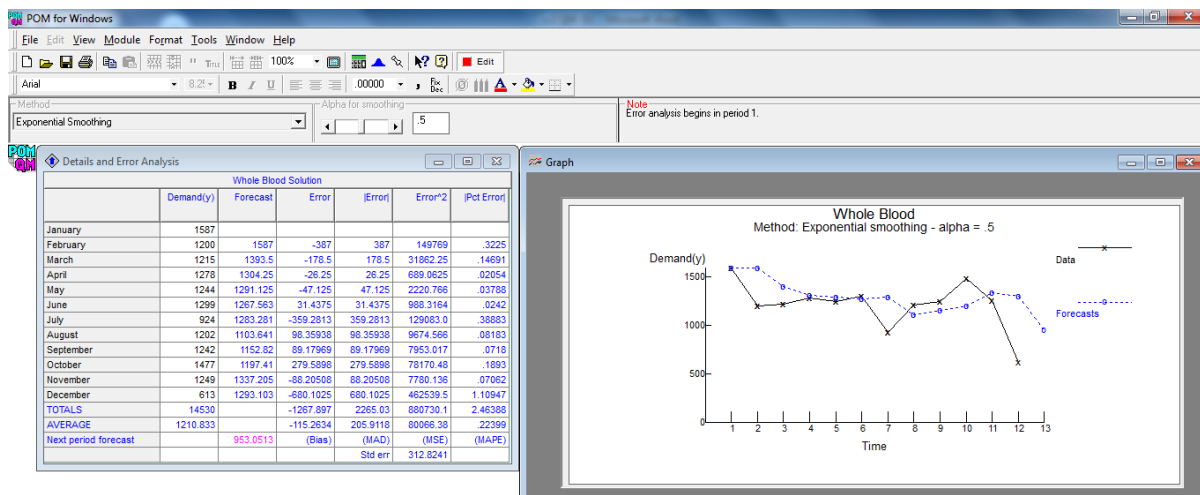 POM for Windows
File Edit View Module Format Tools Window Help
100% Edit
Arial 8.2! B I U .00000 , Fix Dec A
Method
Exponential Smoothing
Alpha for smoothing
.5
Note
Error analysis begins in period 1.
POM QM
Details and Error Analysis
Whole Blood Solution
Demand(y) Forecast Error |Error| Error^2 |Pct Error|
January 1587
February 1200 1587 -387 387 149769 .3225
March 1215 1393.5 -178.5 178.5 31862.25 .14691
April 1278 1304.25 -26.25 26.25 689.0625 .02054
May 1244 1291.125 -47.125 47.125 2220.766 .03788
June 1299 1267.563 31.4375 31.4375 988.3164 .0242
July 924 1283.281 -359.2813 359.2813 129083.0 .38883
August 1202 1103.641 98.35938 98.35938 9674.566 .08183
September 1242 1152.82 89.17969 89.17969 7953.017 .0718
October 1477 1197.41 279.5898 279.5898 78170.48 .1893
November 1249 1337.205 -88.20508 88.20508 7780.136 .07062
December 613 1293.103 -680.1025 680.1025 462539.5 1.10947
TOTALS 14530 -1267.897 2265.03 880730.1 2.46388
AVERAGE 1210.833 -115.2634 205.9118 80066.38 .22399
Next period forecast 953.0513 (Bias) (MAD) (MSE) (MAPE)
Std err 312.8241
Graph
Whole Blood
Method: Exponential smoothing - alpha = .5
Demand(y)
Data
Forecasts
1500
1000
500
0
1 2 3 4 5 6 7 8 9 10 11 12 13
Time